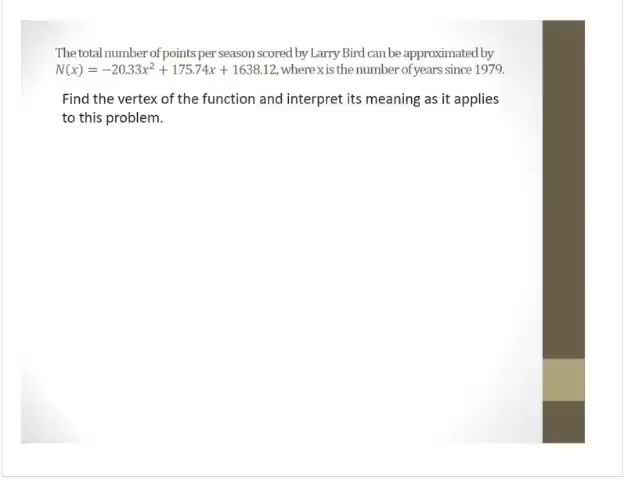 The total number of points per season scored by Larry Bird can be approximated by
N(x) = −20.33x² + 175.74x + 1638.12, where x is the number of years since 1979.
Find the vertex of the function and interpret its meaning as it applies
to this problem.